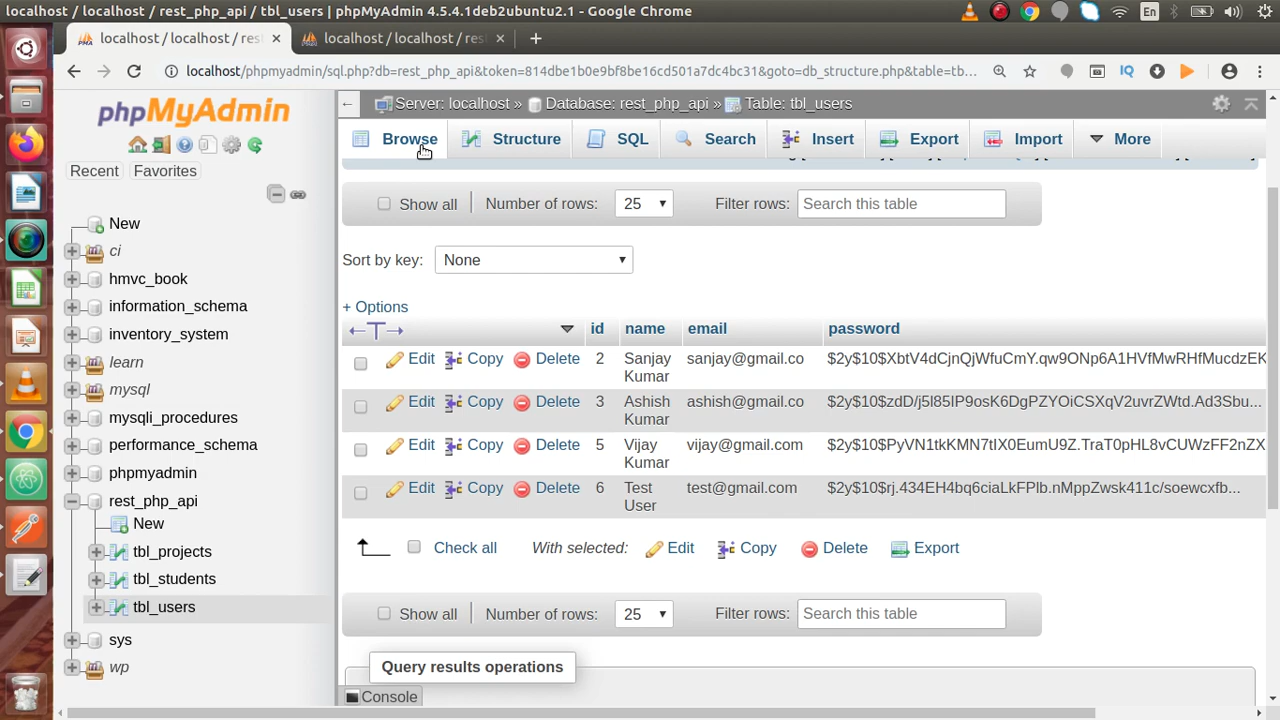 localhost / localhost / rest_php_api / tbl_users | phpMyAdmin 4.5.4.1deb2ubuntu2.1 - Google Chrome
En
localhost / localhost / res
localhost / localhost / rest
localhost/phpmyadmin/sql.php?db=rest_php_api&token=814dbe1b0e9bf8be16cd501a7dc4bc31&goto=db_structure.php&table=tb...
IQ
phpMyAdmin
Recent
Favorites
New
ci
hmvc_book
information_schema
inventory_system
learn
mysql
mysqli_procedures
performance_schema
phpmyadmin
rest_php_api
New
tbl_projects
tbl_students
tbl_users
sys
wp
Server: localhost » Database: rest_php_api » Table: tbl_users
Browse Structure SQL Search Insert Export Import More
Show all Number of rows: 25 Filter rows: Search this table
Sort by key: None
+ Options
id name email password
Edit Copy Delete 2 Sanjay Kumar sanjay@gmail.co $2y$10$XbtV4dCjnQjWfuCmY.qw9ONp6A1HVfMwRHfMucdzEK
Edit Copy Delete 3 Ashish Kumar ashish@gmail.co $2y$10$zdD/j5l85lP9osK6DgPZYOiCSXqV2uvrZWtd.Ad3Sbu...
Edit Copy Delete 5 Vijay Kumar vijay@gmail.com $2y$10$PyVN1tkKMN7tIX0EumU9Z.TraT0pHL8vCUWzFF2nZX
Edit Copy Delete 6 Test User test@gmail.com $2y$10$rj.434EH4bq6ciaLkFPlb.nMppZwsk411c/soewcxfb...
Check all With selected: Edit Copy Delete Export
Show all Number of rows: 25 Filter rows: Search this table
Query results operations
Console